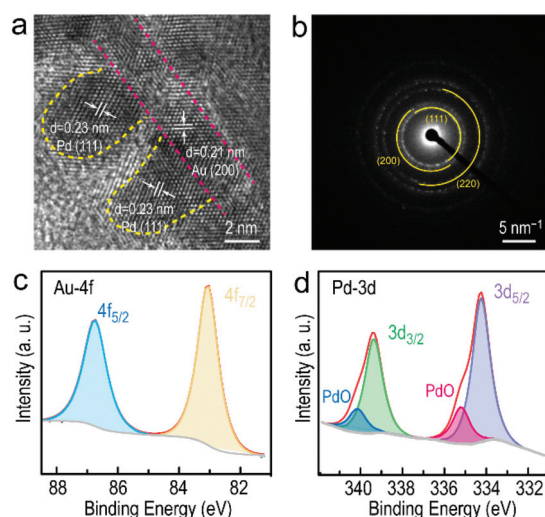 a
d=0.23 nm
Pd (111)
d=0.21 nm
Au (200)
d=0.23 nm
Pd (111)
2 nm
b
(111)
(200)
(220)
5 nm⁻¹
c
Au-4f
4f₅/₂
4f₇/₂
Intensity (a. u.)
88 86 84 82
Binding Energy (eV)
d
Pd-3d
3d₅/₂
3d₃/₂
PdO
PdO
Intensity (a. u.)
340 338 336 334 332
Binding Energy (eV)